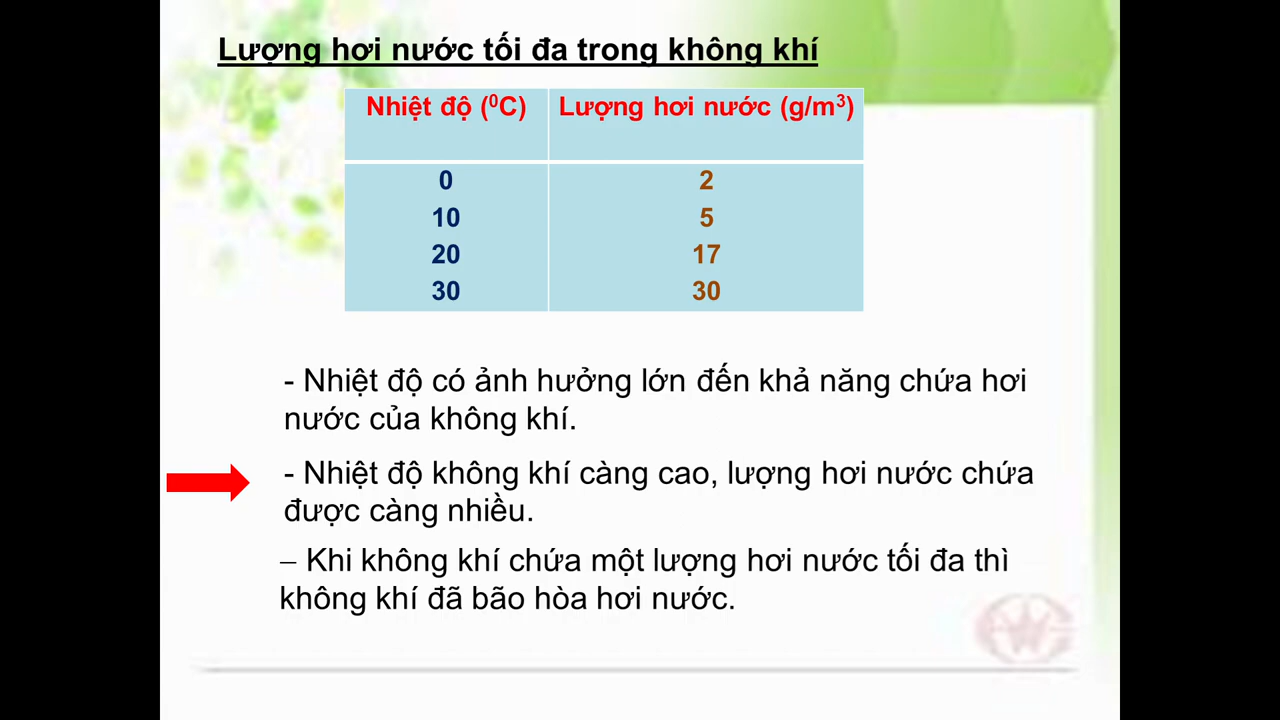 Lượng hơi nước tối đa trong không khí
Nhiệt độ (⁰C) Lượng hơi nước (g/m³)
0 2
10 5
20 17
30 30
- Nhiệt độ có ảnh hưởng lớn đến khả năng chứa hơi
nước của không khí.
- Nhiệt độ không khí càng cao, lượng hơi nước chứa
được càng nhiều.
– Khi không khí chứa một lượng hơi nước tối đa thì
không khí đã bão hòa hơi nước.